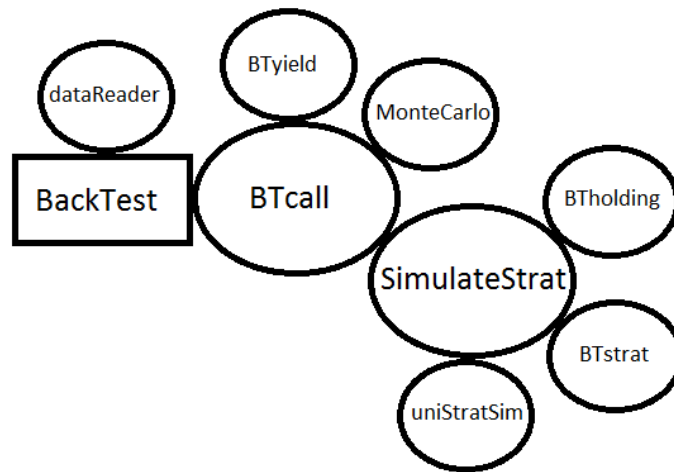 BTyield
dataReader
MonteCarlo
BackTest
BTcall
BTholding
SimulateStrat
BTstrat
uniStratSim